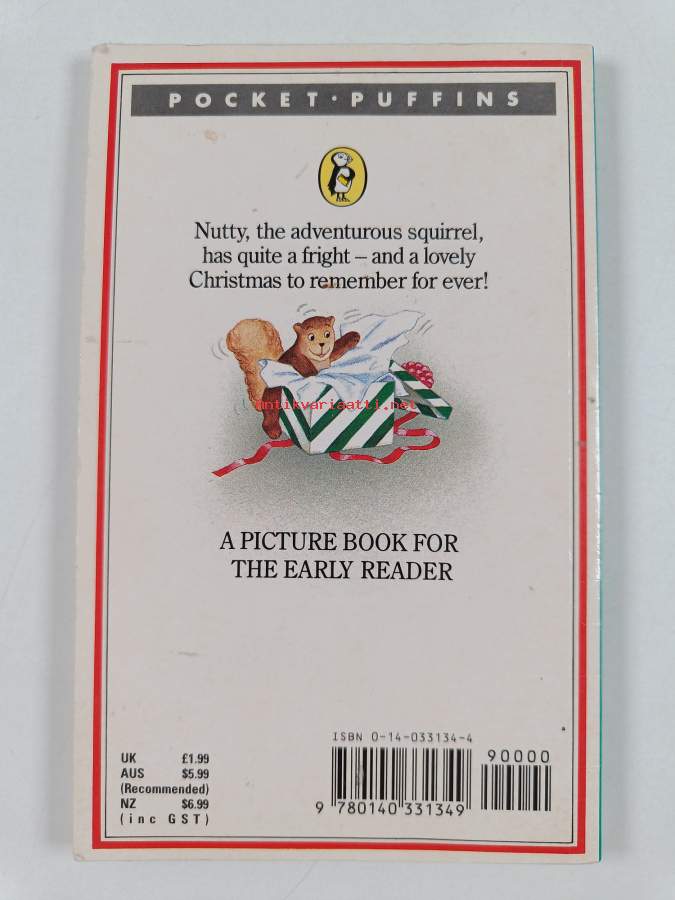 POCKET · PUFFINS
Nutty, the adventurous squirrel,
has quite a fright – and a lovely
Christmas to remember for ever!
antikvariaatti.net
A PICTURE BOOK FOR
THE EARLY READER
ISBN 0-14-033134-4
90000
9 780140 331349
UK £1.99
AUS $5.99
(Recommended)
NZ $6.99
(inc GST)